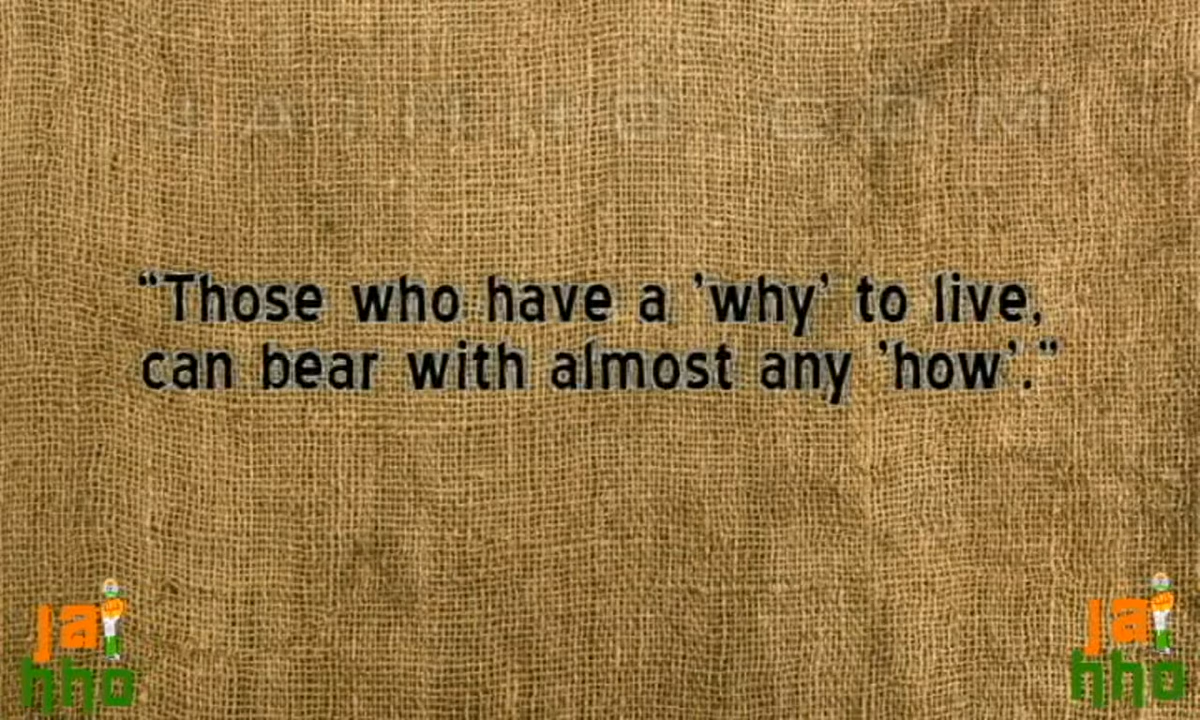 "Those who have a 'why' to live,
can bear with almost any 'how'."
jai
hho
jai
hho